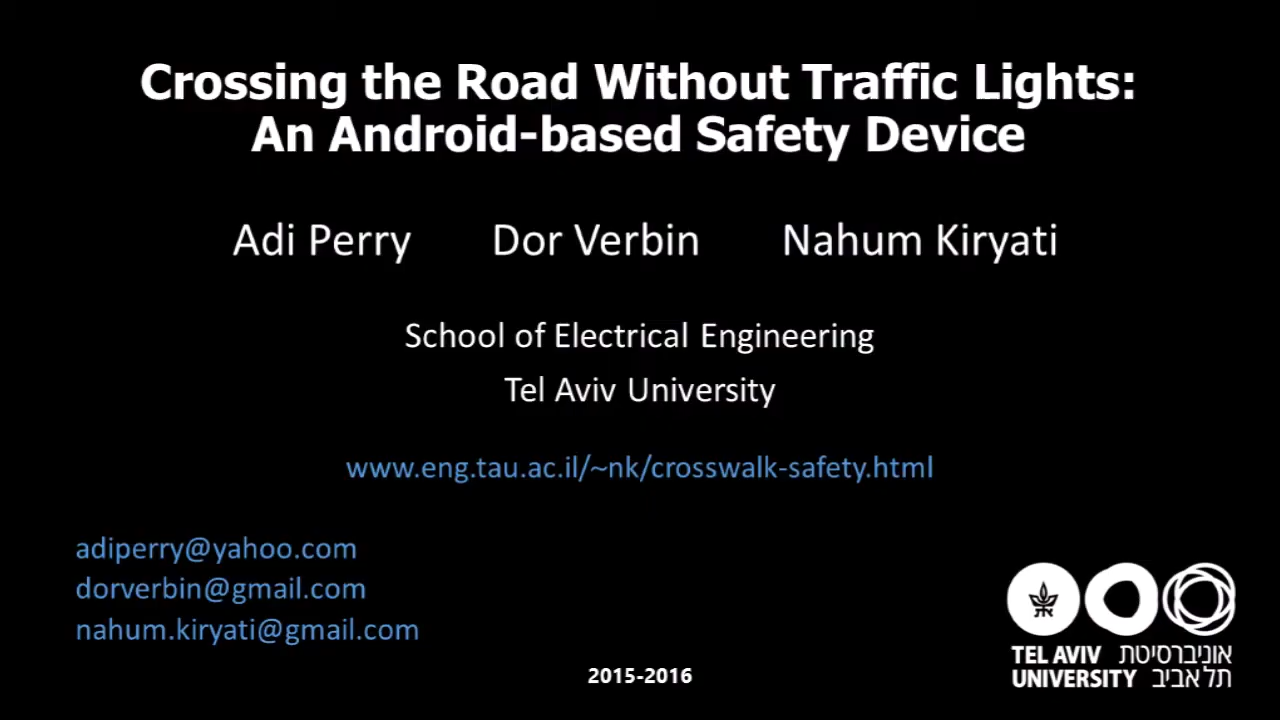 Crossing the Road Without Traffic Lights:
An Android-based Safety Device
Adi Perry Dor Verbin Nahum Kiryati
School of Electrical Engineering
Tel Aviv University
www.eng.tau.ac.il/~nk/crosswalk-safety.html
adiperry@yahoo.com
dorverbin@gmail.com
nahum.kiryati@gmail.com
TEL AVIV אוניברסיטת
UNIVERSITY תל אביב
2015-2016